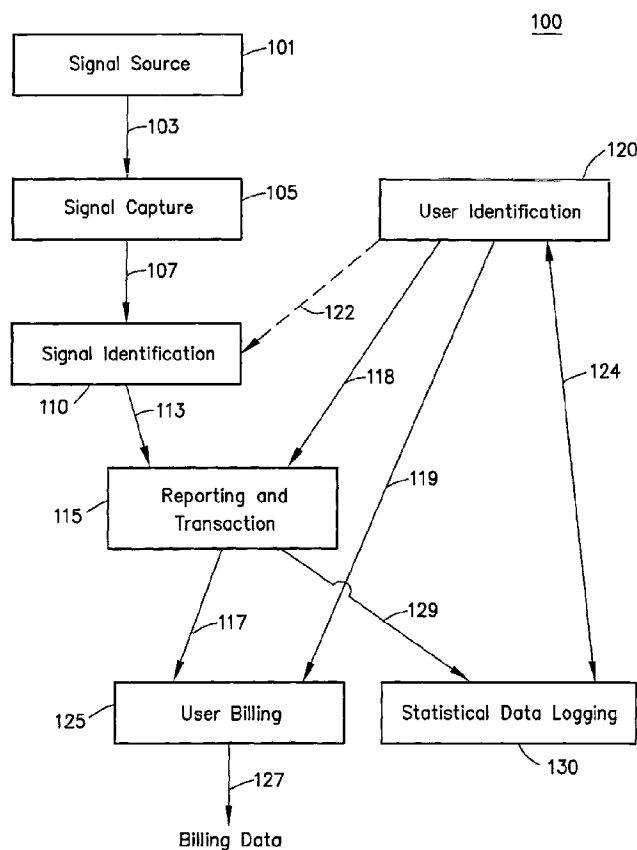 100
Signal Source
101
103
120
Signal Capture
105
User Identification
107
122
Signal Identification
110
113
118
124
119
Reporting and
Transaction
115
117
129
User Billing
125
Statistical Data Logging
130
127
Billing Data